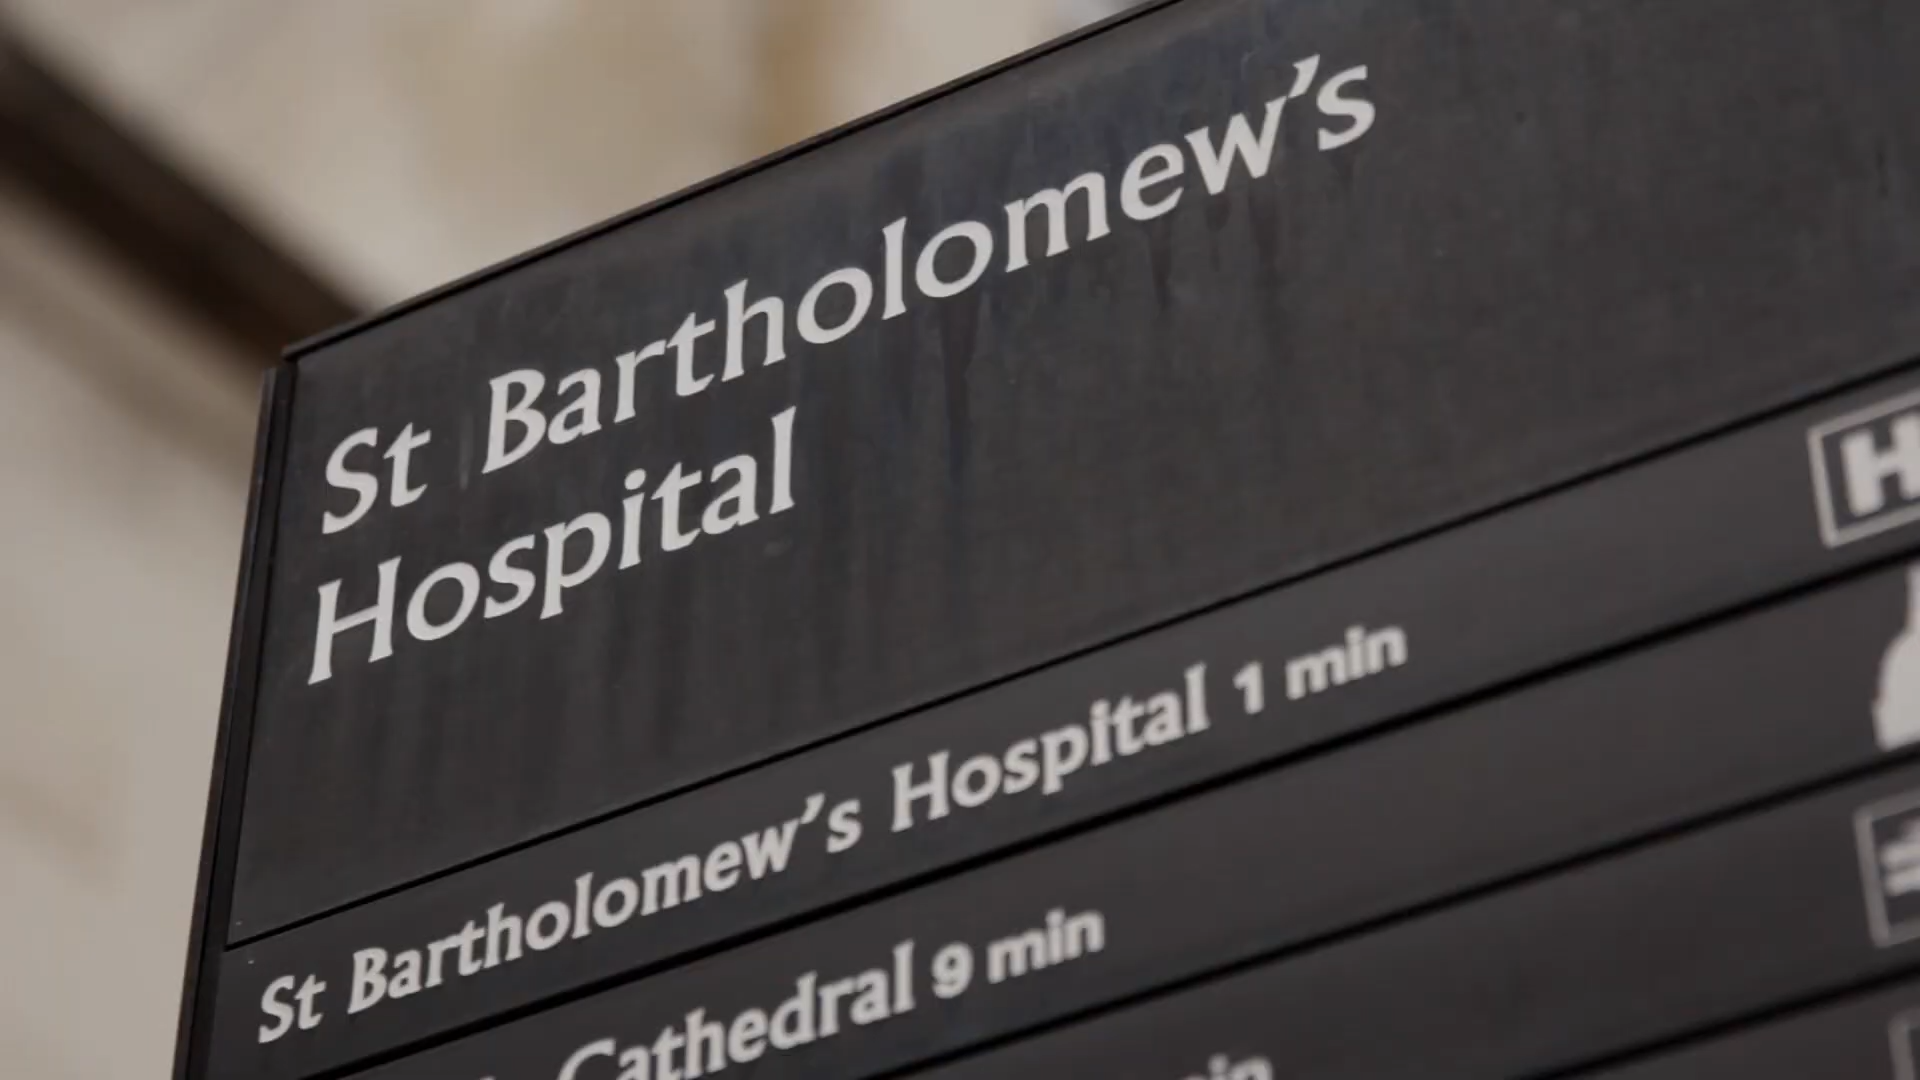 St Bartholomew's
Hospital
H
St Bartholomew's Hospital 1 min
Cathedral 9 min